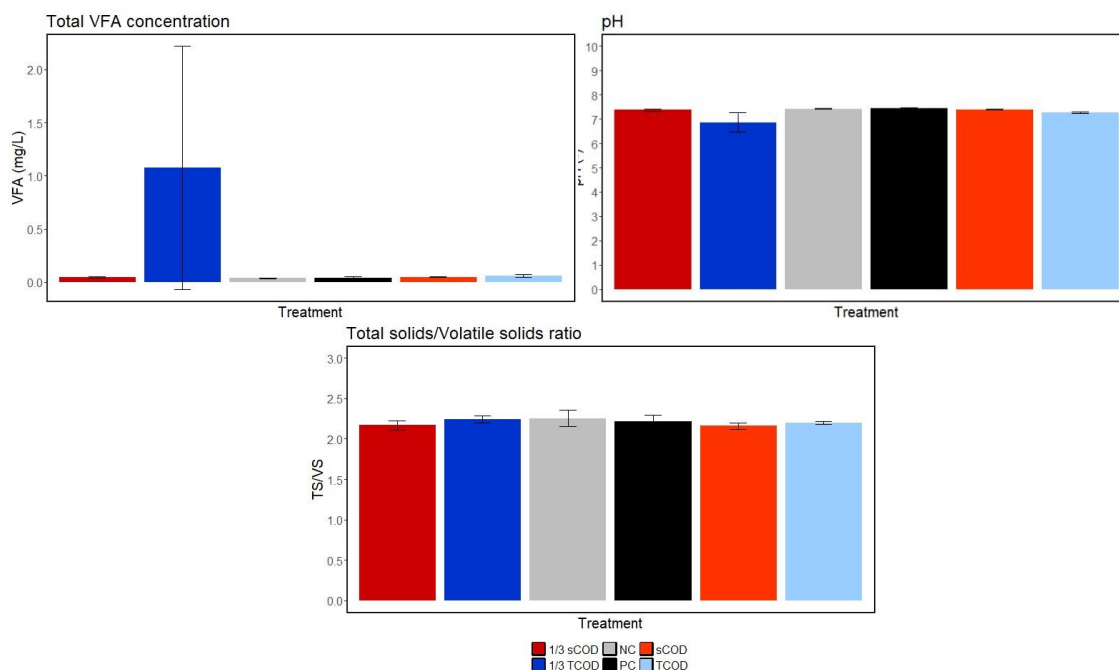 Total VFA concentration
VFA (mg/L)
2.0
1.5
1.0
0.5
0.0
Treatment
pH
10
9
8
7
6
5
4
3
2
1
0
Treatment
Total solids/Volatile solids ratio
TS/VS
3.0
2.5
2.0
1.5
1.0
0.5
0.0
Treatment
1/3 sCOD NC sCOD
1/3 TCOD PC TCOD